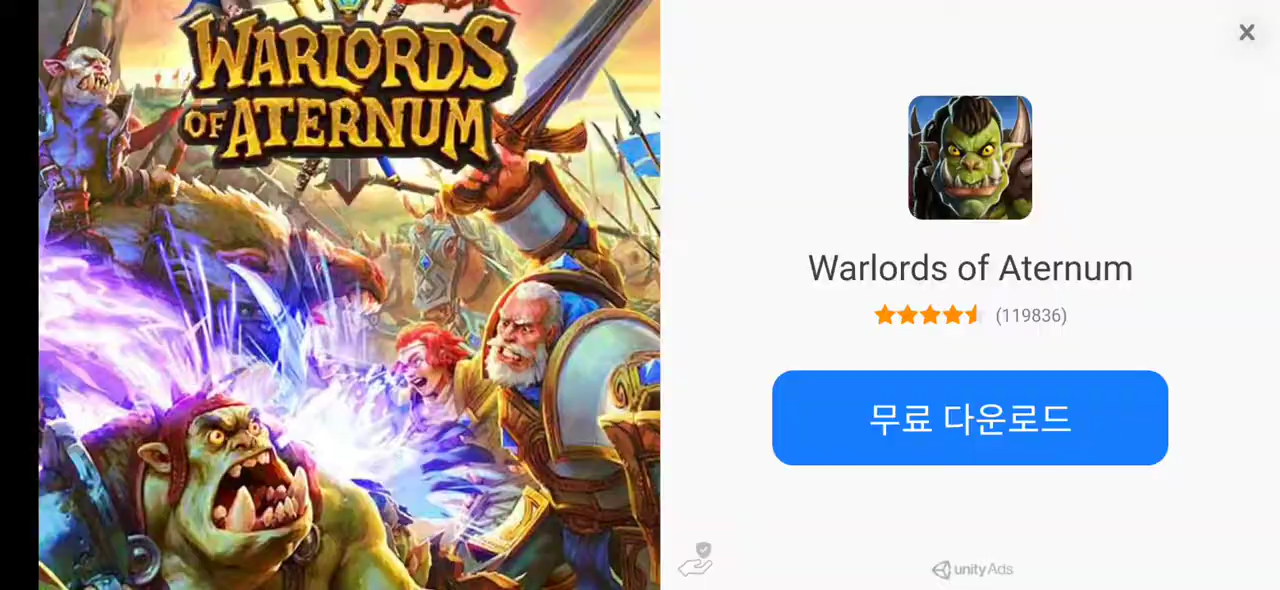 WARLORDS
OF ATERNUM
Warlords of Aternum
(119836)
무료 다운로드
unity Ads